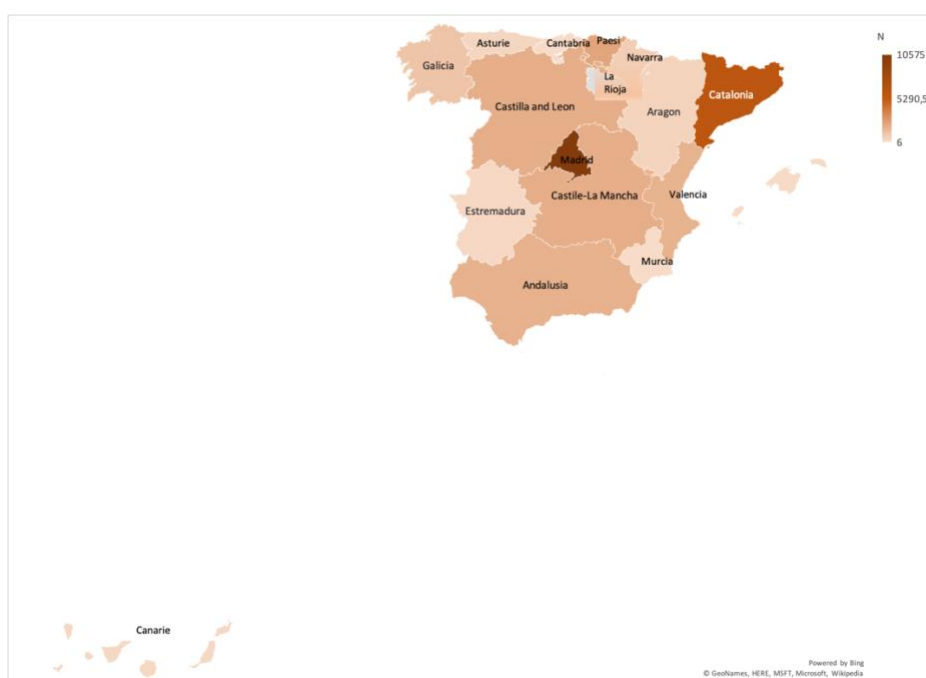 N
10575
5290,5
6
Asturie
Cantabria
Paesi
Galicia
Navarra
La
Rioja
Castilla and Leon
Catalonia
Aragon
Madrid
Castile-La Mancha
Valencia
Estremadura
Murcia
Andalusia
Canarie
Powered by Bing
© GeoNames, HERE, MSFT, Microsoft, Wikipedia